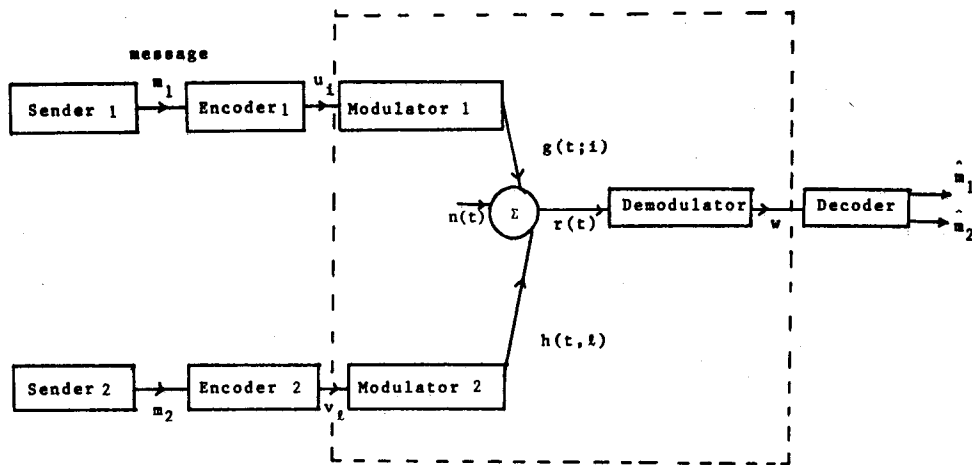 message
m₁
uᵢ
Sender 1
Encoder 1
Modulator 1
g(t;i)
n(t)
Σ
r(t)
Demodulator
w
Decoder
m̂₁
m̂₂
h(t,ℓ)
Sender 2
m₂
Encoder 2
v_ℓ
Modulator 2